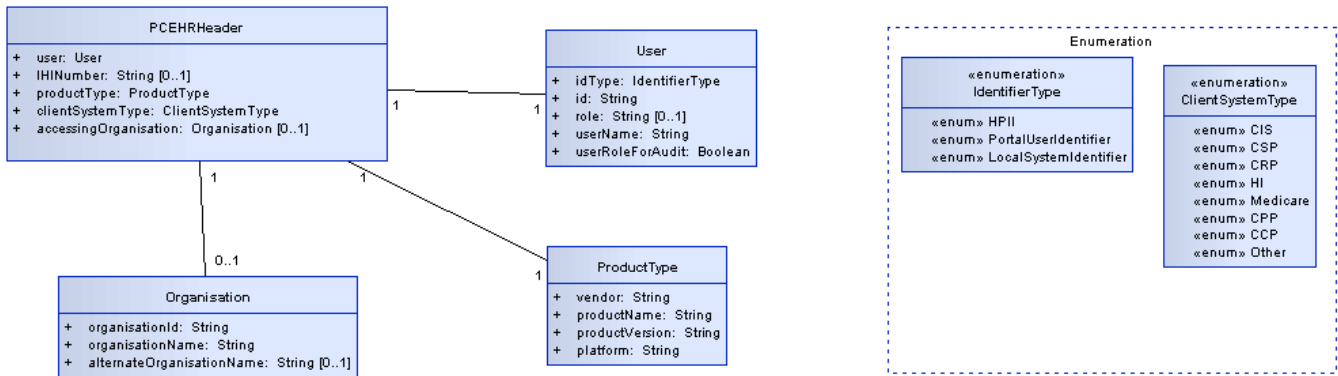 PCEHRHeader
+ user: User
+ IHINumber: String [0..1]
+ productType: ProductType
+ clientSystemType: ClientSystemType
+ accessingOrganisation: Organisation [0..1]
1
1
User
+ idType: IdentifierType
+ id: String
+ role: String [0..1]
+ userName: String
+ userRoleForAudit: Boolean
1
0..1
Organisation
+ organisationId: String
+ organisationName: String
+ alternateOrganisationName: String [0..1]
1
1
ProductType
+ vendor: String
+ productName: String
+ productVersion: String
+ platform: String
Enumeration
«enumeration»
IdentifierType
«enum» HPII
«enum» PortalUserIdentifier
«enum» LocalSystemIdentifier
«enumeration»
ClientSystemType
«enum» CIS
«enum» CSP
«enum» CRP
«enum» HI
«enum» Medicare
«enum» CPP
«enum» CCP
«enum» Other